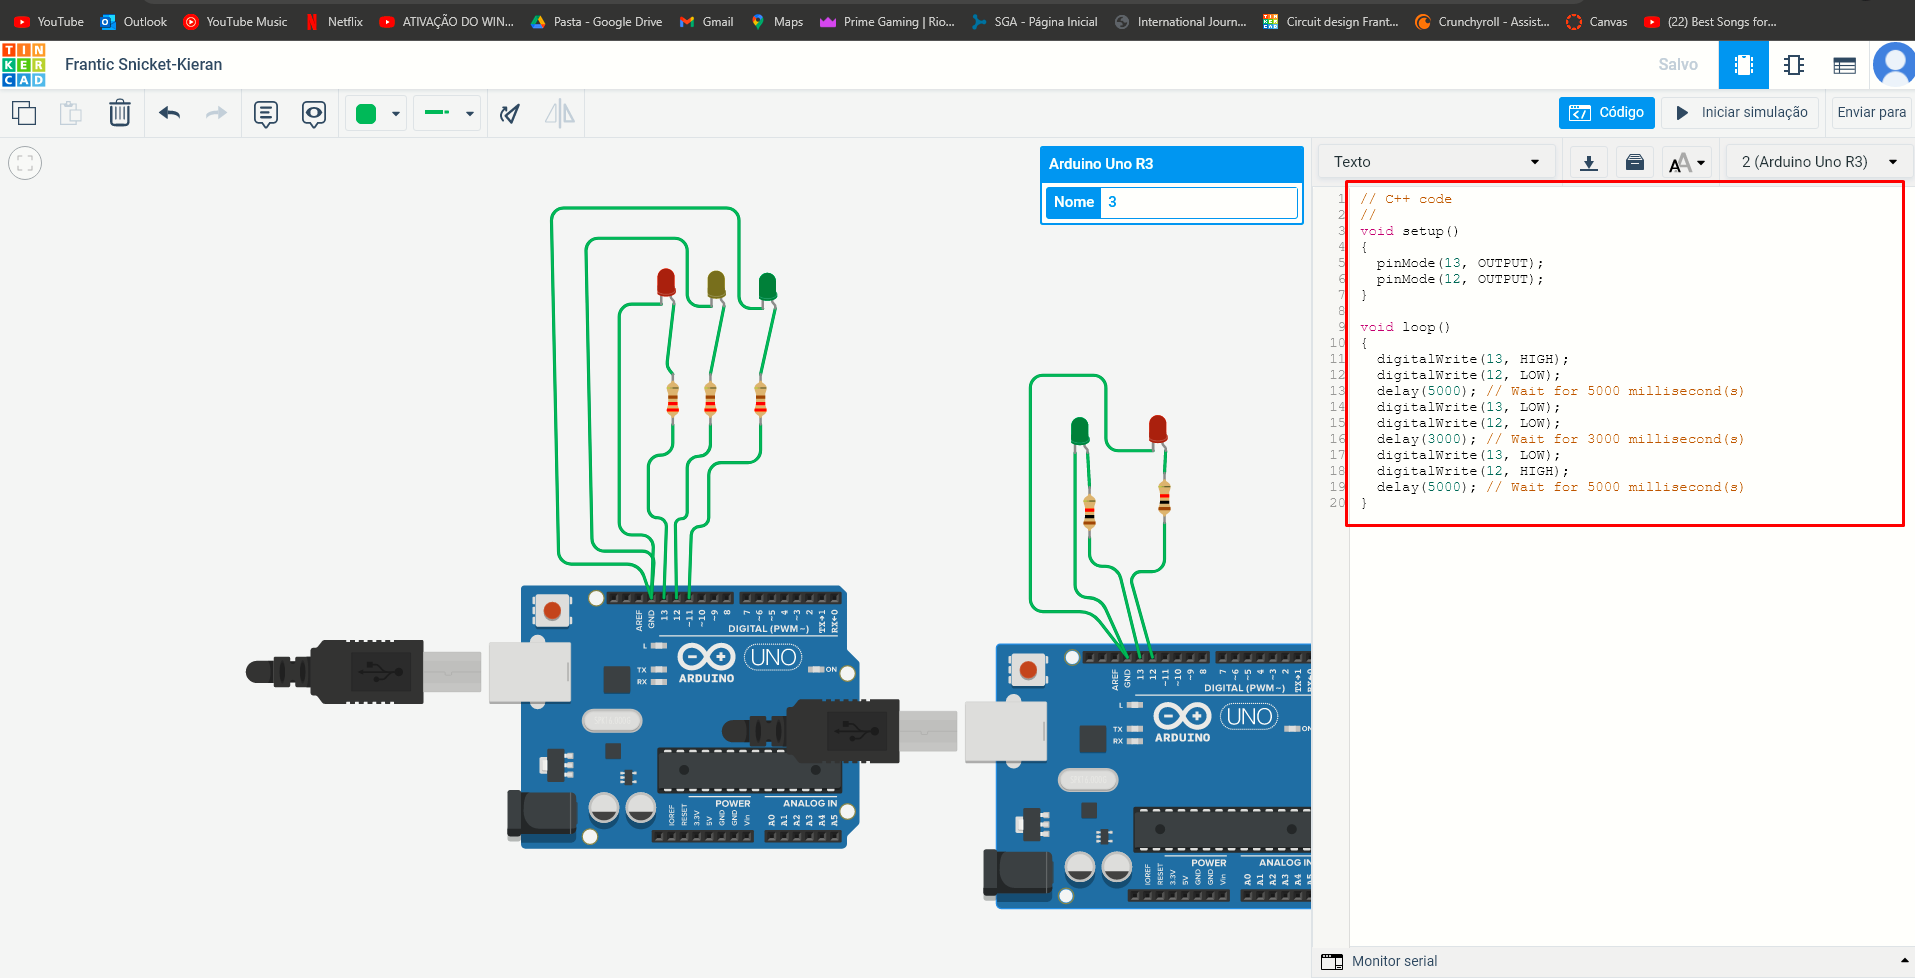 YouTube Outlook YouTube Music Netflix ATIVAÇÃO DO WIN... Pasta - Google Drive Gmail Maps Prime Gaming | Rio... SGA - Página Inicial International Journ... Circuit design Frant... Crunchyroll - Assist... Canvas (22) Best Songs for...
TIN
KER
CAD
Frantic Snicket-Kieran
Salvo
Código
Iniciar simulação
Enviar para
Arduino Uno R3
Nome 3
Texto
2 (Arduino Uno R3)
1 // C++ code
2 //
3 void setup()
4 {
5 pinMode(13, OUTPUT);
6 pinMode(12, OUTPUT);
7 }
8
9 void loop()
10 {
11 digitalWrite(13, HIGH);
12 digitalWrite(12, LOW);
13 delay(5000); // Wait for 5000 millisecond(s)
14 digitalWrite(13, LOW);
15 digitalWrite(12, LOW);
16 delay(3000); // Wait for 3000 millisecond(s)
17 digitalWrite(13, LOW);
18 digitalWrite(12, HIGH);
19 delay(5000); // Wait for 5000 millisecond(s)
20 }
AREF GND 13 12 ~11 ~10 ~9 8 7 ~6 ~5 4 ~3 2 TX→1 RX←0
DIGITAL (PWM~)
L
TX
RX
UNO
ON
ARDUINO
POWER
ANALOG IN
IOREF RESET 3.3V 5V GND GND Vin A0 A1 A2 A3 A4 A5
AREF GND 13 12 ~11 ~10 ~9 8 7 ~6 ~5 4 ~3 2
DIGITAL (PWM~)
L
TX
RX
UNO
ON
ARDUINO
POWER
ANALOG IN
IOREF RESET 3.3V 5V GND GND Vin A0 A1 A2 A3 A4
Monitor serial